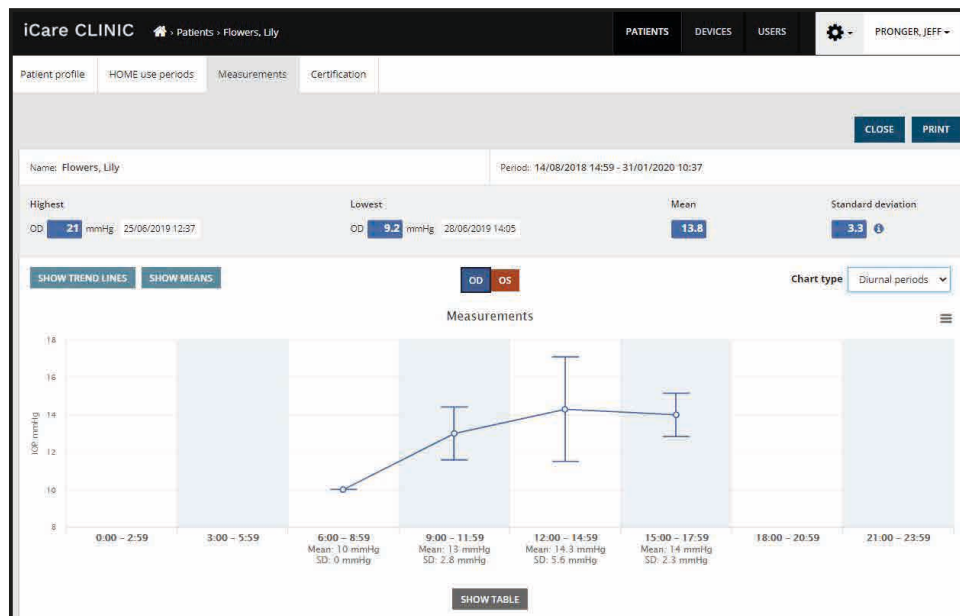 iCare CLINIC › Patients › Flowers, Lily PATIENTS DEVICES USERS PRONGER, JEFF
Patient profile HOME use periods Measurements Certification
CLOSE PRINT
Name: Flowers, Lily Period: 14/08/2018 14:59 - 31/01/2020 10:37
Highest Lowest Mean Standard deviation
OD 21 mmHg 25/06/2019 12:37 OD 9.2 mmHg 28/06/2019 14:05 13.8 3.3
SHOW TREND LINES SHOW MEANS OD OS Chart type Diurnal periods
Measurements
18
16
14
12
10
8
IOP, mmHg
0:00 – 2:59 3:00 – 5:59 6:00 – 8:59 9:00 – 11:59 12:00 – 14:59 15:00 – 17:59 18:00 – 20:59 21:00 – 23:59
Mean: 10 mmHg Mean: 13 mmHg Mean: 14.3 mmHg Mean: 14 mmHg
SD: 0 mmHg SD: 2.8 mmHg SD: 5.6 mmHg SD: 2.3 mmHg
SHOW TABLE